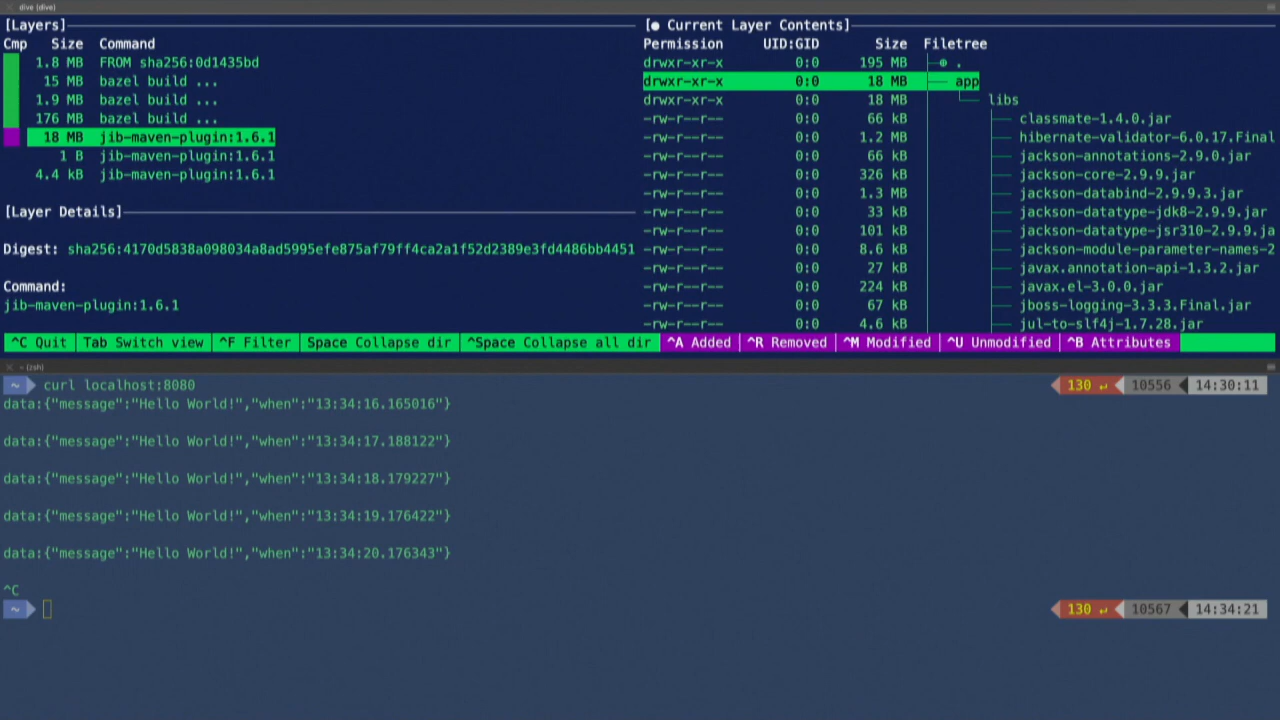 dive (dive)
[Layers]
Cmp Size Command
1.8 MB FROM sha256:0d1435bd
15 MB bazel build ...
1.9 MB bazel build ...
176 MB bazel build ...
18 MB jib-maven-plugin:1.6.1
1 B jib-maven-plugin:1.6.1
4.4 kB jib-maven-plugin:1.6.1
[Layer Details]
Digest: sha256:4170d5838a098034a8ad5995efe875af79ff4ca2a1f52d2389e3fd4486bb4451
Command:
jib-maven-plugin:1.6.1
[● Current Layer Contents]
Permission UID:GID Size Filetree
drwxr-xr-x 0:0 195 MB ⊕ .
drwxr-xr-x 0:0 18 MB app
drwxr-xr-x 0:0 18 MB libs
-rw-r--r-- 0:0 66 kB classmate-1.4.0.jar
-rw-r--r-- 0:0 1.2 MB hibernate-validator-6.0.17.Final
-rw-r--r-- 0:0 66 kB jackson-annotations-2.9.0.jar
-rw-r--r-- 0:0 326 kB jackson-core-2.9.9.jar
-rw-r--r-- 0:0 1.3 MB jackson-databind-2.9.9.3.jar
-rw-r--r-- 0:0 33 kB jackson-datatype-jdk8-2.9.9.jar
-rw-r--r-- 0:0 101 kB jackson-datatype-jsr310-2.9.9.ja
-rw-r--r-- 0:0 8.6 kB jackson-module-parameter-names-2
-rw-r--r-- 0:0 27 kB javax.annotation-api-1.3.2.jar
-rw-r--r-- 0:0 224 kB javax.el-3.0.0.jar
-rw-r--r-- 0:0 67 kB jboss-logging-3.3.3.Final.jar
-rw-r--r-- 0:0 4.6 kB jul-to-slf4j-1.7.28.jar
^C Quit Tab Switch view ^F Filter Space Collapse dir ^Space Collapse all dir ^A Added ^R Removed ^M Modified ^U Unmodified ^B Attributes
~ (zsh)
~ curl localhost:8080 130 ↵ 10556 14:30:11
data:{"message":"Hello World!","when":"13:34:16.165016"}
data:{"message":"Hello World!","when":"13:34:17.188122"}
data:{"message":"Hello World!","when":"13:34:18.179227"}
data:{"message":"Hello World!","when":"13:34:19.176422"}
data:{"message":"Hello World!","when":"13:34:20.176343"}
^C
~ 130 ↵ 10567 14:34:21